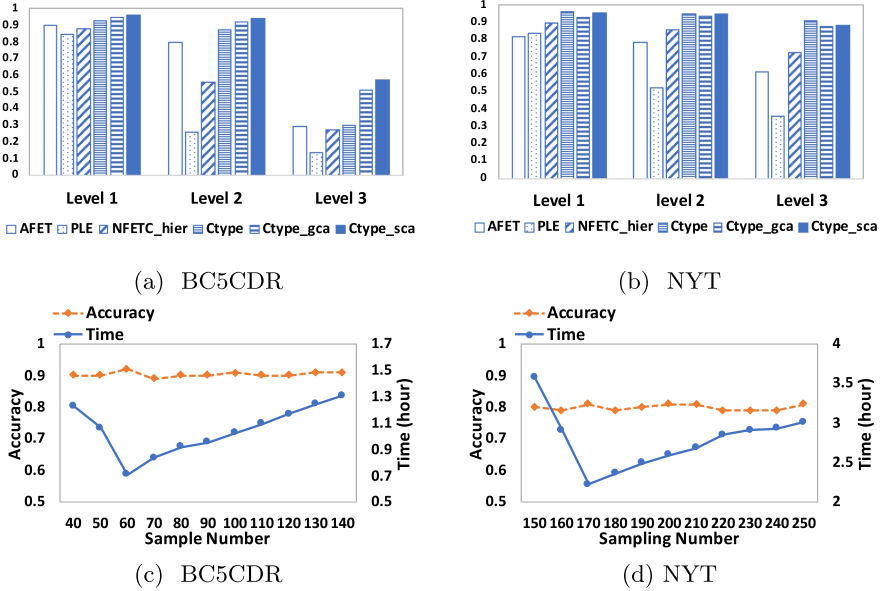 1
0.9
0.8
0.7
0.6
0.5
0.4
0.3
0.2
0.1
0
Level 1 Level 2 Level 3
AFET PLE NFETC_hier Ctype Ctype_gca Ctype_sca
(a) BC5CDR
1
0.9
0.8
0.7
0.6
0.5
0.4
0.3
0.2
0.1
0
Level 1 level 2 Level 3
AFET PLE NFETC_hier Ctype Ctype_gca Ctype_sca
(b) NYT
Accuracy
Time
1
0.9
0.8
0.7
0.6
0.5
Accuracy
1.7
1.5
1.3
1.1
0.9
0.7
0.5
Time (hour)
40 50 60 70 80 90 100 110 120 130 140
Sample Number
(c) BC5CDR
Accuracy
Time
1
0.9
0.8
0.7
0.6
0.5
Accuracy
4
3.5
3
2.5
2
Time (hour)
150 160 170 180 190 200 210 220 230 240 250
Sampling Number
(d) NYT